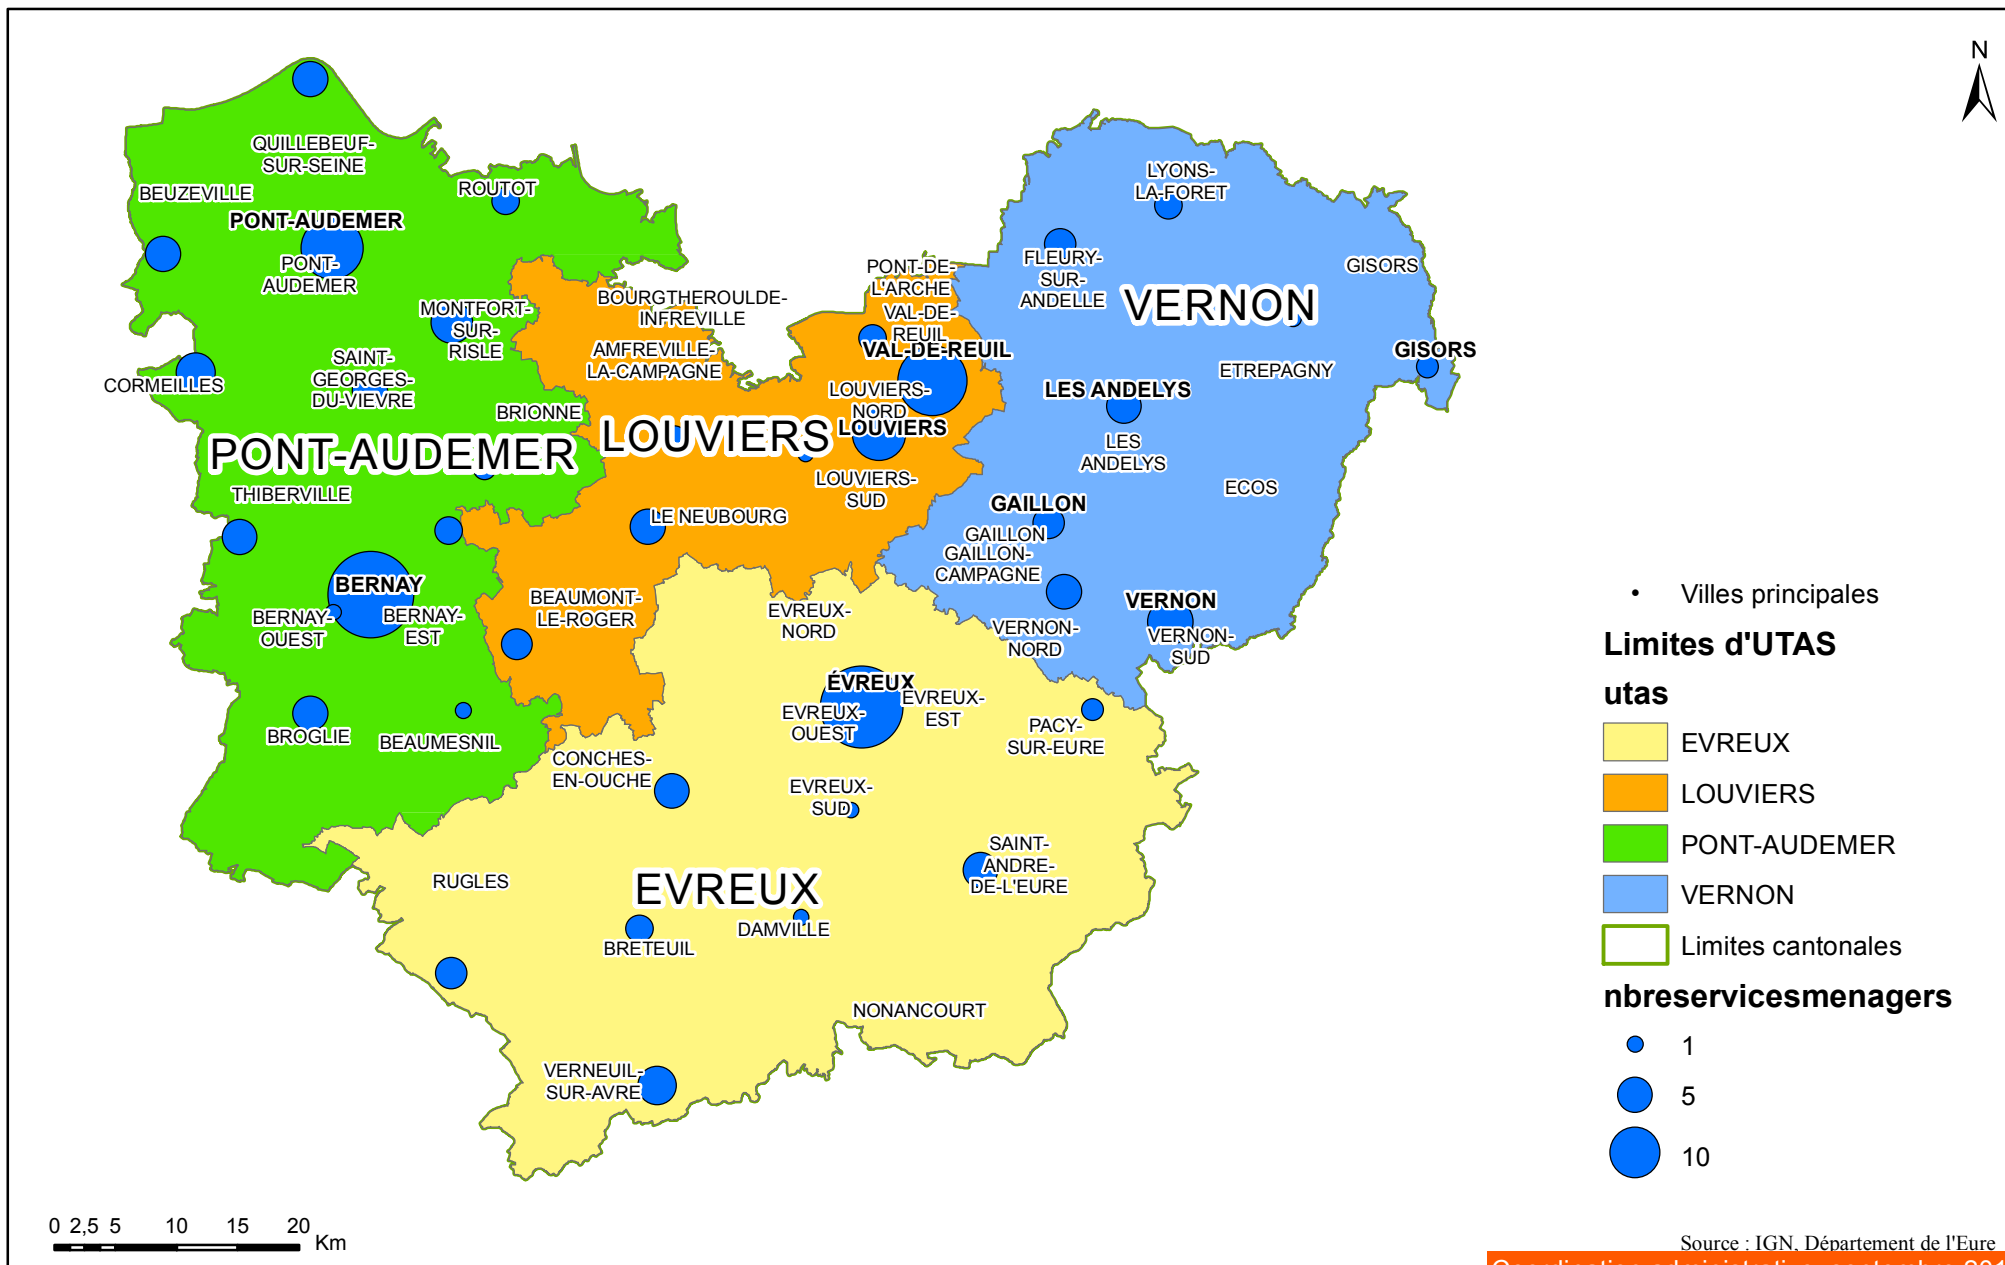 N
QUILLEBEUF-
SUR-SEINE
BEUZEVILLE
ROUTOT
PONT-AUDEMER
PONT-
AUDEMER
MONTFORT-
SUR-
RISLE
SAINT-
GEORGES-
DU-VIEVRE
CORMEILLES
BRIONNE
PONT-AUDEMER
THIBERVILLE
BERNAY
BERNAY-
OUEST
BERNAY-
EST
BROGLIE
BEAUMESNIL
BOURGTHEROULDE-
INFREVILLE
AMFREVILLE-
LA-CAMPAGNE
PONT-DE-
L'ARCHE
VAL-DE-
REUIL
VAL-DE-REUIL
LOUVIERS-
NORD
LOUVIERS
LOUVIERS
LOUVIERS-
SUD
LE NEUBOURG
BEAUMONT-
LE-ROGER
LYONS-
LA-FORET
FLEURY-
SUR-
ANDELLE
GISORS
VERNON
GISORS
ETREPAGNY
LES ANDELYS
LES
ANDELYS
ECOS
GAILLON
GAILLON
GAILLON-
CAMPAGNE
VERNON
VERNON-
NORD
VERNON-
SUD
EVREUX-
NORD
ÉVREUX
EVREUX-
OUEST
EVREUX-
EST
PACY-
SUR-EURE
CONCHES-
EN-OUCHE
EVREUX-
SUD
SAINT-
ANDRE-
DE-L'EURE
RUGLES
EVREUX
BRETEUIL
DAMVILLE
NONANCOURT
VERNEUIL-
SUR-AVRE
Villes principales
Limites d'UTAS
utas
EVREUX
LOUVIERS
PONT-AUDEMER
VERNON
Limites cantonales
nbreservicesmenagers
1
5
10
0 2,5 5 10 15 20
Km
Source : IGN, Département de l'Eure